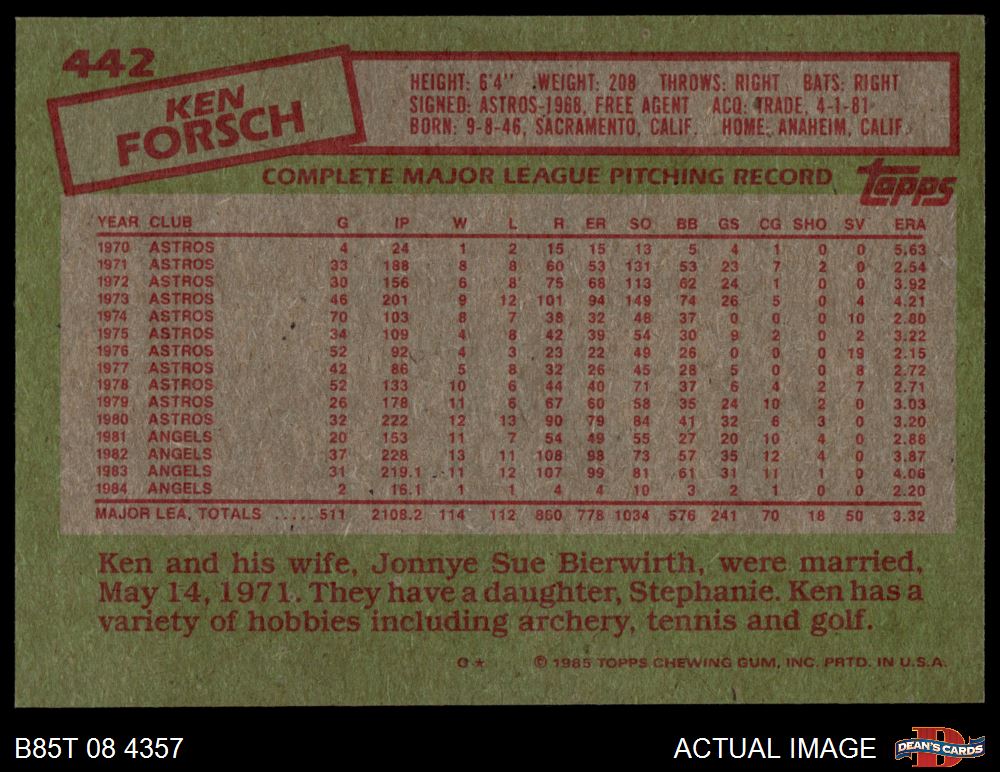 442
KEN
FORSCH
HEIGHT: 6'4" WEIGHT: 208 THROWS: RIGHT BATS: RIGHT
SIGNED: ASTROS-1968, FREE AGENT ACQ: TRADE, 4-1-81
BORN: 9-8-46, SACRAMENTO, CALIF. HOME: ANAHEIM, CALIF.
COMPLETE MAJOR LEAGUE PITCHING RECORD
topps
YEAR CLUB G IP W L R ER SO BB GS CG SHO SV ERA
1970 ASTROS 4 24 1 2 15 15 13 5 4 1 0 0 5.63
1971 ASTROS 33 188 8 8 60 53 131 53 23 7 2 0 2.54
1972 ASTROS 30 156 6 8 75 68 113 62 24 1 0 0 3.92
1973 ASTROS 46 201 9 12 101 94 149 74 26 5 0 4 4.21
1974 ASTROS 70 103 8 7 38 32 48 37 0 0 0 10 2.80
1975 ASTROS 34 109 4 8 42 39 54 30 9 2 0 2 3.22
1976 ASTROS 52 92 4 3 23 22 49 26 0 0 0 19 2.15
1977 ASTROS 42 86 5 8 32 26 45 28 5 0 0 8 2.72
1978 ASTROS 52 133 10 6 44 40 71 37 6 4 2 7 2.71
1979 ASTROS 26 178 11 6 67 60 58 35 24 10 2 0 3.03
1980 ASTROS 32 222 12 13 90 79 84 41 32 6 3 0 3.20
1981 ANGELS 20 153 11 7 54 49 55 27 20 10 4 0 2.88
1982 ANGELS 37 228 13 11 108 98 73 57 35 12 4 0 3.87
1983 ANGELS 31 219.1 11 12 107 99 81 61 31 11 1 0 4.06
1984 ANGELS 2 16.1 1 1 4 4 10 3 2 1 0 0 2.20
MAJOR LEA. TOTALS ..... 511 2108.2 114 112 860 778 1034 576 241 70 18 50 3.32
Ken and his wife, Jonnye Sue Bierwirth, were married,
May 14, 1971. They have a daughter, Stephanie. Ken has a
variety of hobbies including archery, tennis and golf.
© 1985 TOPPS CHEWING GUM, INC. PRTD. IN U.S.A.
B85T 08 4357
ACTUAL IMAGE
D
DEAN'S CARDS